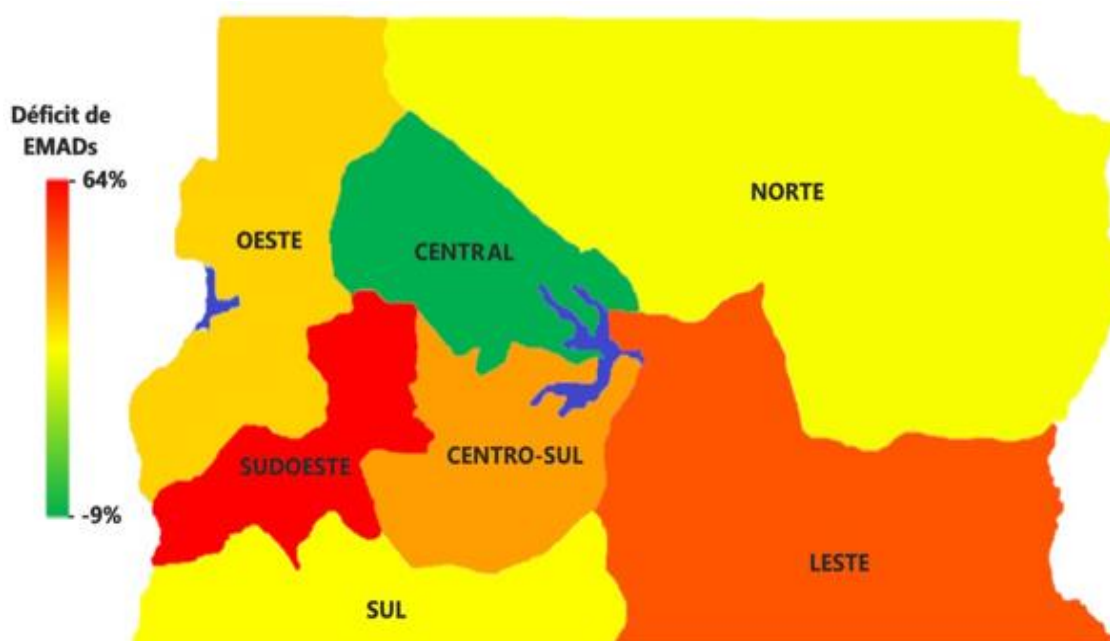 Déficit de
EMADs
64%
-9%
NORTE
OESTE
CENTRAL
SUDOESTE
CENTRO-SUL
LESTE
SUL